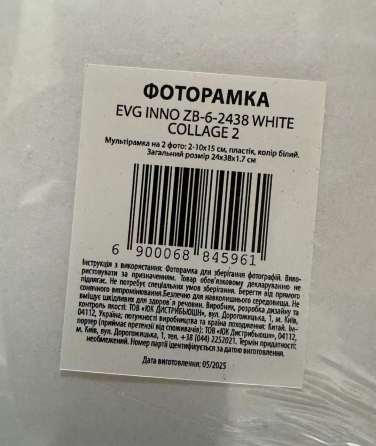 ФОТОРАМКА
EVG INNO ZB-6-2438 WHITE
COLLAGE 2
Мультірамка на 2 фото: 2-10х15 см, пластік, колір білий.
Загальний розмір 24х38х1.7 см
6 900068 845961
Інструкція з використання: Фоторамка для зберігання фотографій. Вико-
ристовувати за призначенням. Товар обов'язковому декларуванню не
підлягає. Не потребує спеціальних умов зберігання. Берегти від прямого
сонячного випромінювання.Безпечно для навколишнього середовища. Не
вміщує шкідливих для здоров'я речовин. Виробник, розробка дизайну та
контроль якості: ТОВ «ЮК ДИСТРИБЬЮШН», вул. Дорогожицька, 1, м. Київ,
04112, Україна; потужності виробництва та країна походження: Китай. Ім-
портер (приймає претензії від споживачів): ТОВ «ЮК Дистрибьюшн», 04112,
м. Київ, вул. Дорогожицька, 1, тел. +38 (044) 2252021. Термін придатності:
необмежений. Номер партії ідентифікується за датою виготовлення.
Дата виготовлення: 05/2025